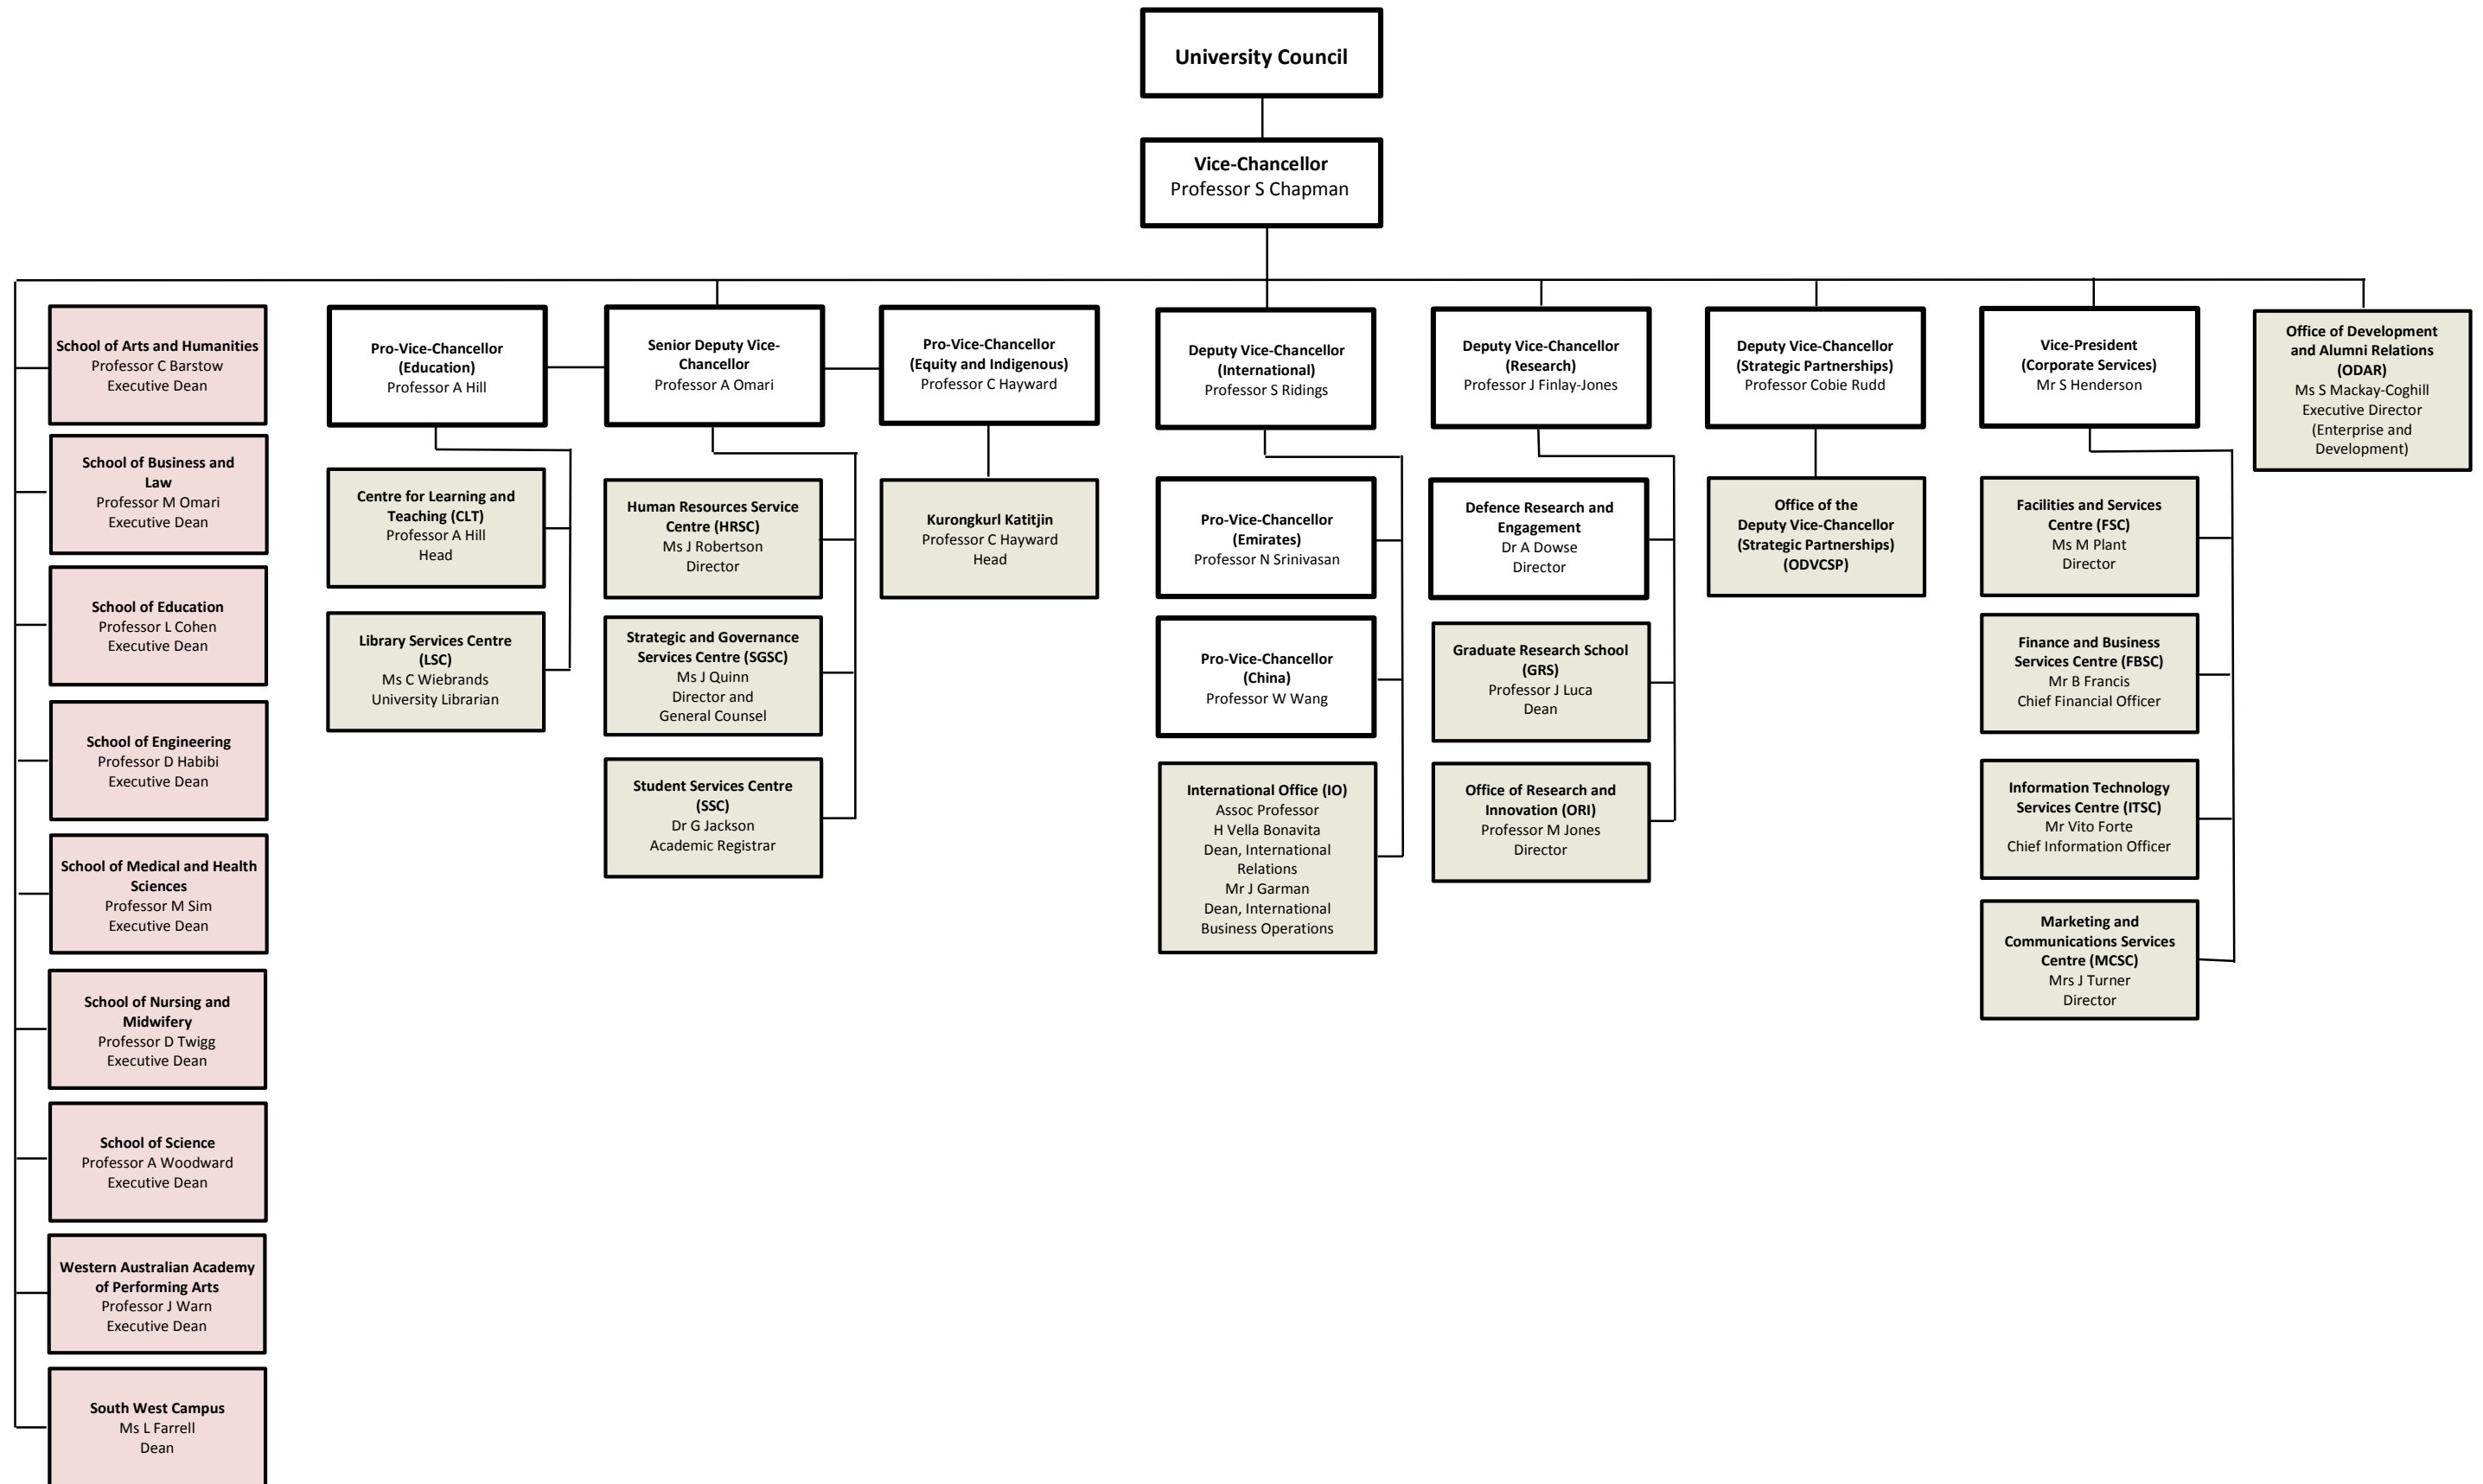 University Council
Vice-Chancellor
Professor S Chapman
School of Arts and Humanities
Professor C Barstow
Executive Dean
School of Business and
Law
Professor M Omari
Executive Dean
School of Education
Professor L Cohen
Executive Dean
School of Engineering
Professor D Habibi
Executive Dean
School of Medical and Health
Sciences
Professor M Sim
Executive Dean
School of Nursing and
Midwifery
Professor D Twigg
Executive Dean
School of Science
Professor A Woodward
Executive Dean
Western Australian Academy
of Performing Arts
Professor J Warn
Executive Dean
South West Campus
Ms L Farrell
Dean
Pro-Vice-Chancellor
(Education)
Professor A Hill
Centre for Learning and
Teaching (CLT)
Professor A Hill
Head
Library Services Centre
(LSC)
Ms C Wiebrands
University Librarian
Senior Deputy Vice-
Chancellor
Professor A Omari
Human Resources Service
Centre (HRSC)
Ms J Robertson
Director
Strategic and Governance
Services Centre (SGSC)
Ms J Quinn
Director and
General Counsel
Student Services Centre
(SSC)
Dr G Jackson
Academic Registrar
Pro-Vice-Chancellor
(Equity and Indigenous)
Professor C Hayward
Kurongkurl Katitjin
Professor C Hayward
Head
Deputy Vice-Chancellor
(International)
Professor S Ridings
Pro-Vice-Chancellor
(Emirates)
Professor N Srinivasan
Pro-Vice-Chancellor
(China)
Professor W Wang
International Office (IO)
Assoc Professor
H Vella Bonavita
Dean, International
Relations
Mr J Garman
Dean, International
Business Operations
Deputy Vice-Chancellor
(Research)
Professor J Finlay-Jones
Defence Research and
Engagement
Dr A Dowse
Director
Graduate Research School
(GRS)
Professor J Luca
Dean
Office of Research and
Innovation (ORI)
Professor M Jones
Director
Deputy Vice-Chancellor
(Strategic Partnerships)
Professor Cobie Rudd
Office of the
Deputy Vice-Chancellor
(Strategic Partnerships)
(ODVCSP)
Vice-President
(Corporate Services)
Mr S Henderson
Facilities and Services
Centre (FSC)
Ms M Plant
Director
Finance and Business
Services Centre (FBSC)
Mr B Francis
Chief Financial Officer
Information Technology
Services Centre (ITSC)
Mr Vito Forte
Chief Information Officer
Marketing and
Communications Services
Centre (MCSC)
Mrs J Turner
Director
Office of Development
and Alumni Relations
(ODAR)
Ms S Mackay-Coghill
Executive Director
(Enterprise and
Development)